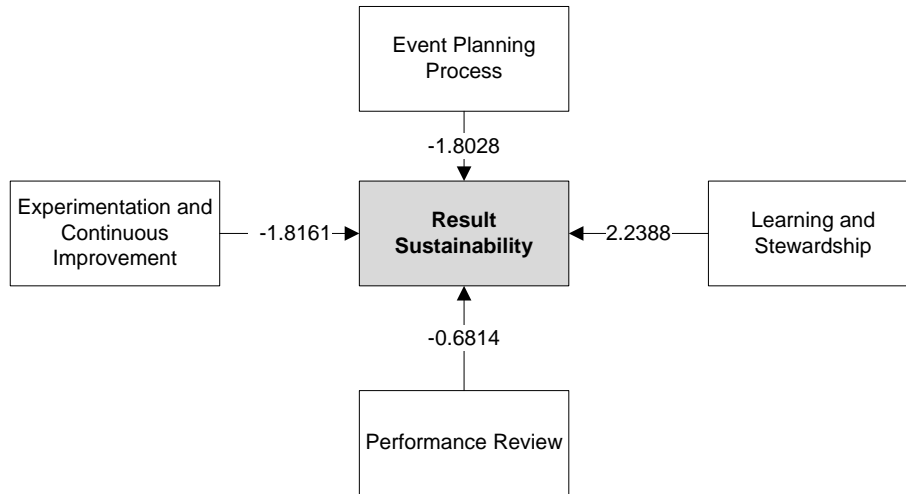 Event Planning
Process
-1.8028
Experimentation and
Continuous
Improvement
-1.8161
Result
Sustainability
2.2388
Learning and
Stewardship
-0.6814
Performance Review